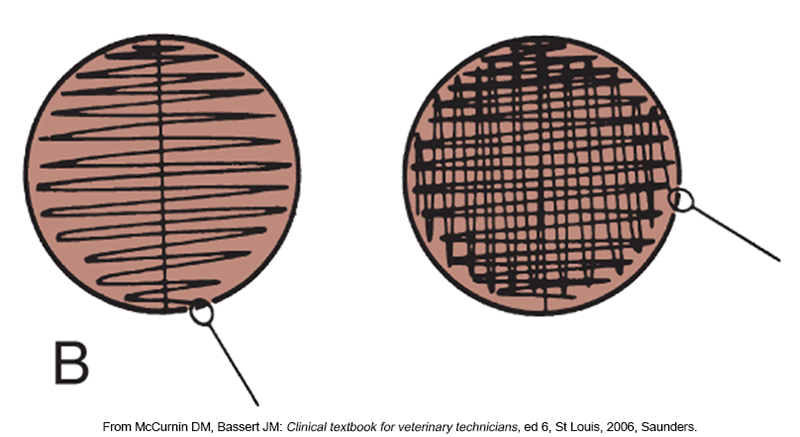 B
From McCurnin DM, Bassert JM: Clinical textbook for veterinary technicians, ed 6, St Louis, 2006, Saunders.